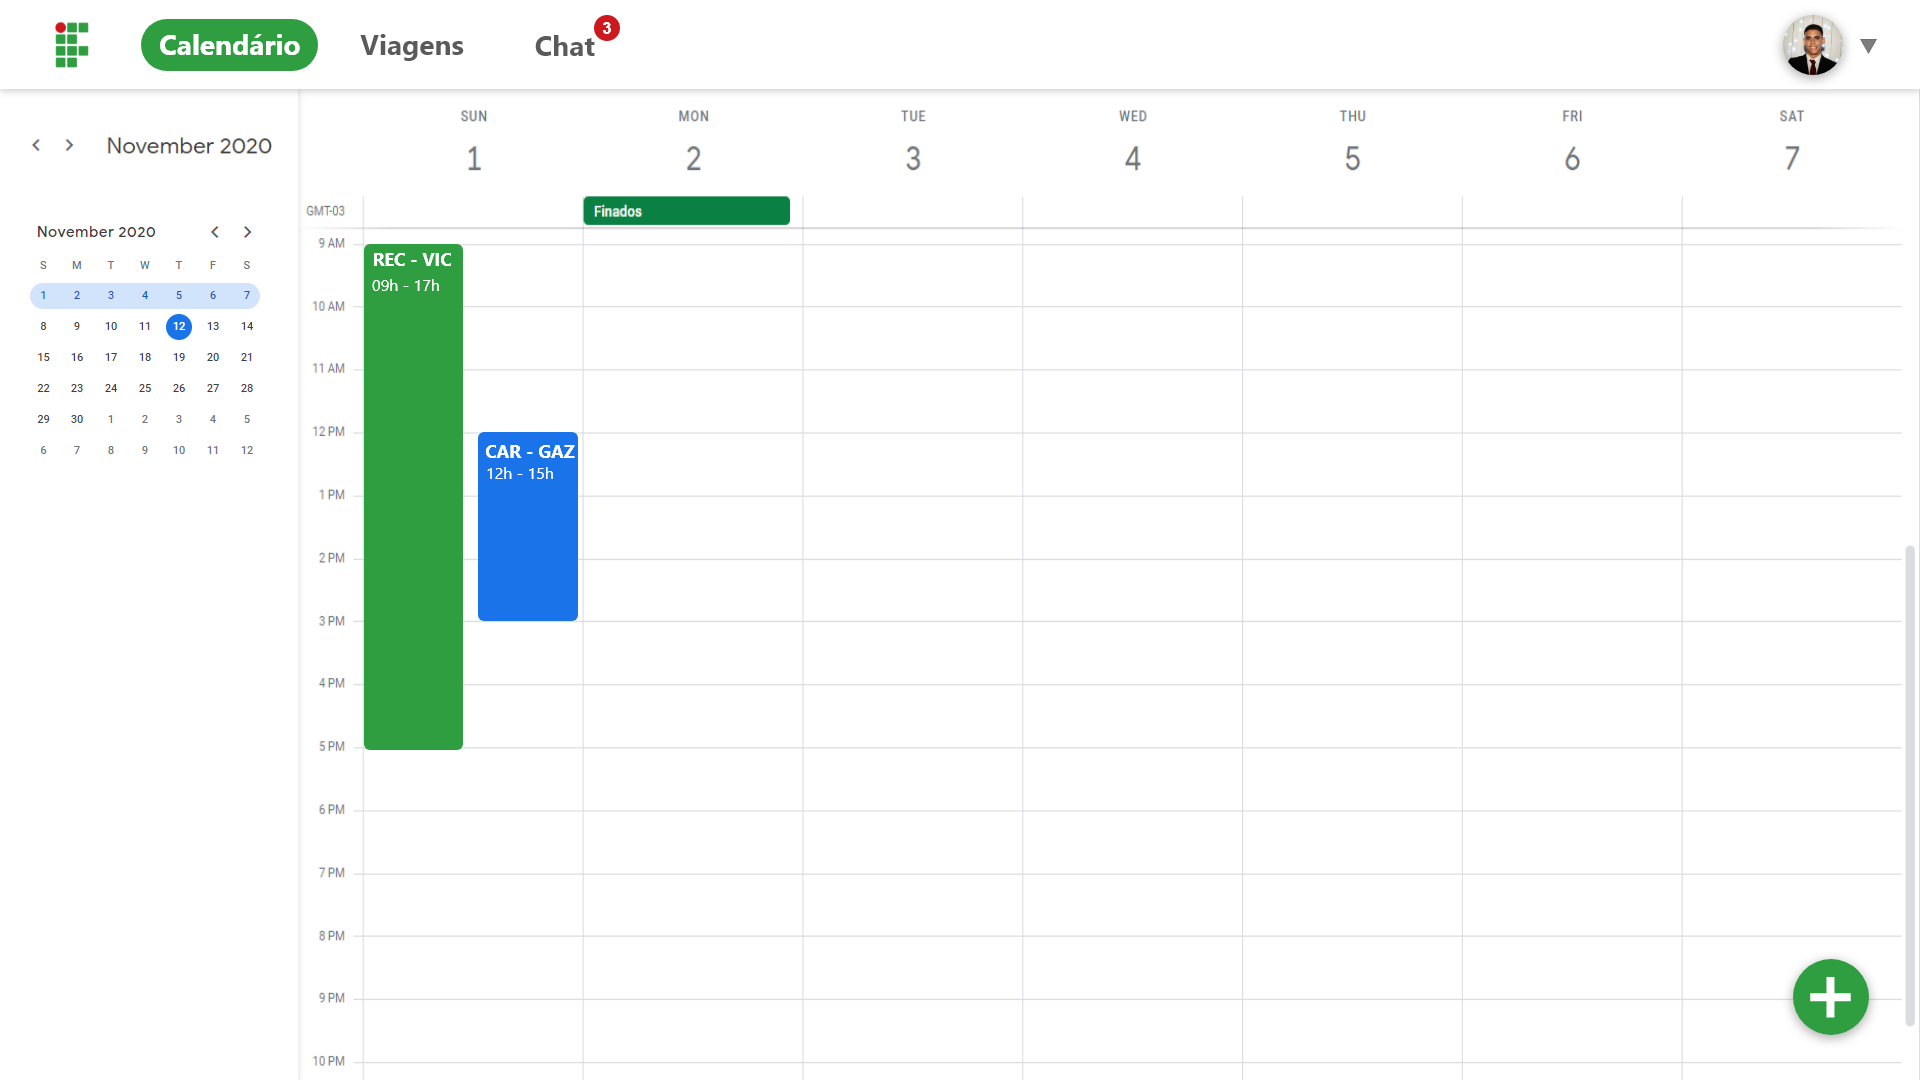 Calendário Viagens Chat 3
November 2020
November 2020
S M T W T F S
1 2 3 4 5 6 7
8 9 10 11 12 13 14
15 16 17 18 19 20 21
22 23 24 25 26 27 28
29 30 1 2 3 4 5
6 7 8 9 10 11 12
SUN MON TUE WED THU FRI SAT
1 2 3 4 5 6 7
GMT-03
Finados
9 AM
REC - VIC
09h - 17h
10 AM
11 AM
12 PM
CAR - GAZ
12h - 15h
1 PM
2 PM
3 PM
4 PM
5 PM
6 PM
7 PM
8 PM
9 PM
10 PM